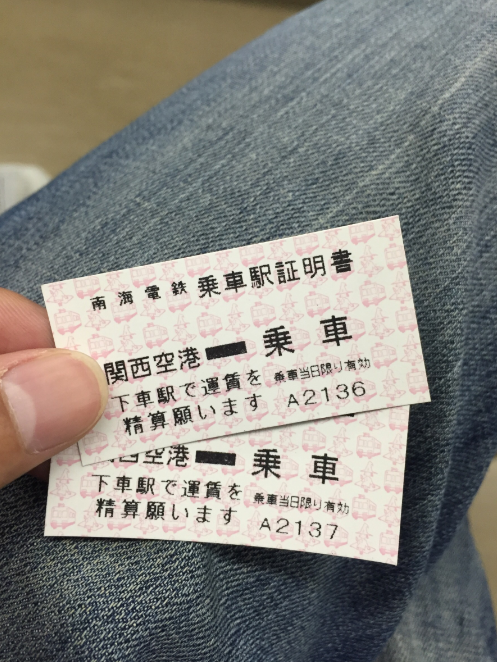 南海電鉄 乗車駅証明書
関西空港 乗車
下車駅で運賃を
精算願います
乗車当日限り有効
A2136
西空港 乗車
下車駅で運賃を
精算願います
乗車当日限り有効
A2137